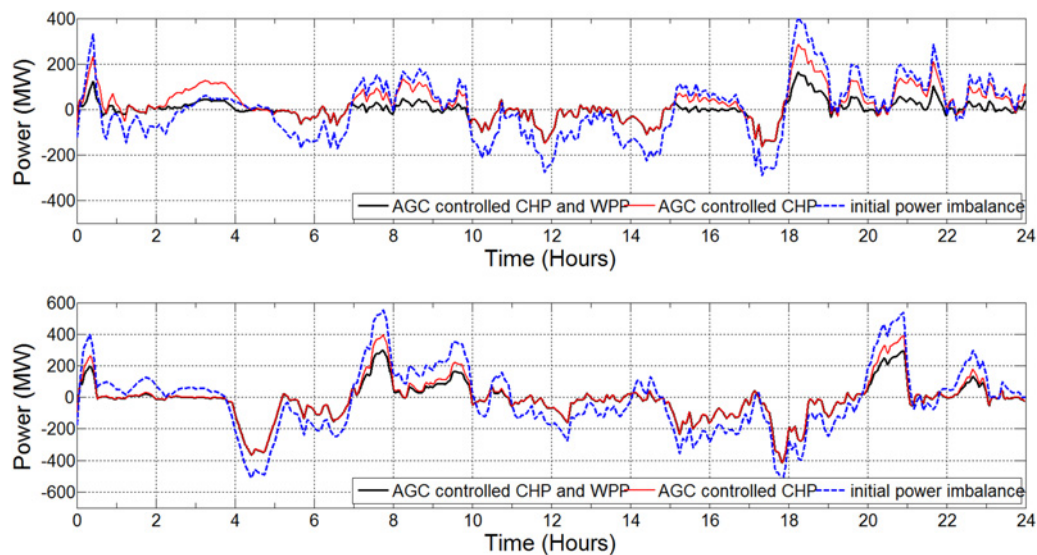 400
200
0
-200
-400
Power (MW)
AGC controlled CHP and WPP AGC controlled CHP initial power imbalance
0 2 4 6 8 10 12 14 16 18 20 22 24
Time (Hours)
600
400
200
0
-200
-400
-600
Power (MW)
AGC controlled CHP and WPP AGC controlled CHP initial power imbalance
0 2 4 6 8 10 12 14 16 18 20 22 24
Time (Hours)